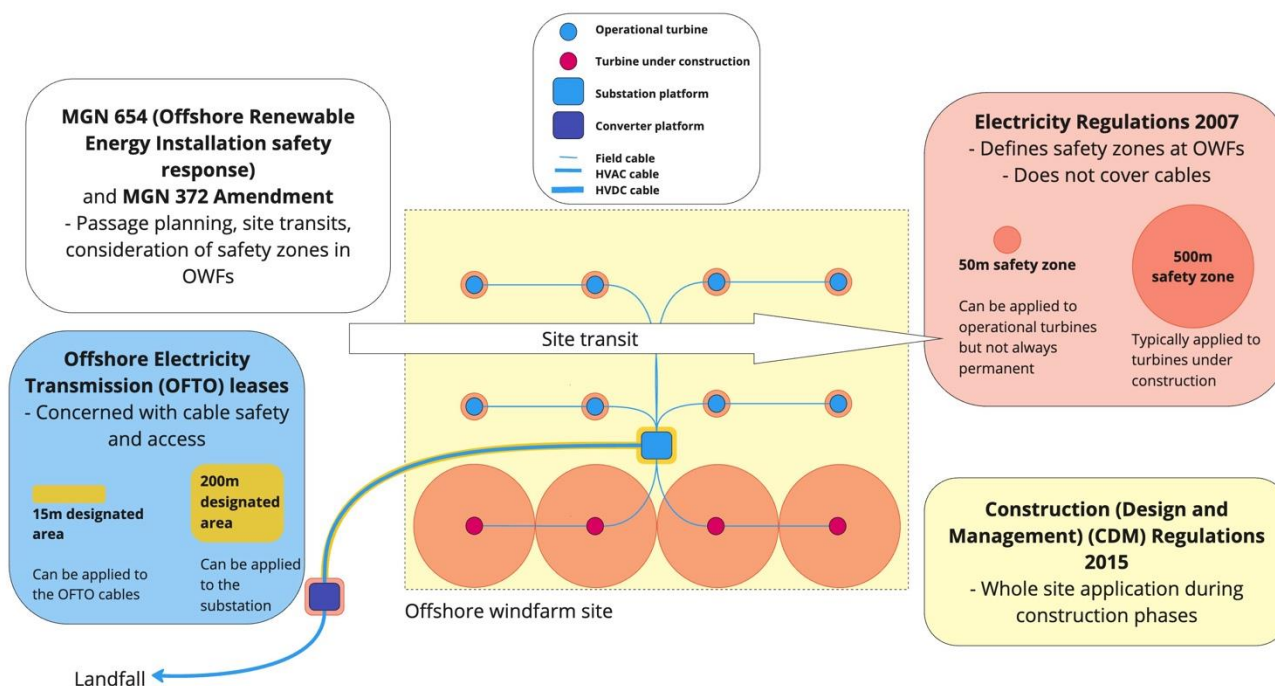 Operational turbine
Turbine under construction
Substation platform
Converter platform
Field cable
HVAC cable
HVDC cable
MGN 654 (Offshore Renewable
Energy Installation safety
response)
and MGN 372 Amendment
- Passage planning, site transits,
consideration of safety zones in
OWFs
Electricity Regulations 2007
- Defines safety zones at OWFs
- Does not cover cables
50m safety zone
Can be applied to
operational turbines
but not always
permanent
500m
safety zone
Typically applied to
turbines under
construction
Site transit
Offshore Electricity
Transmission (OFTO) leases
- Concerned with cable safety
and access
15m designated
area
Can be applied to
the OFTO cables
200m
designated
area
Can be applied
to the
substation
Construction (Design and
Management) (CDM) Regulations
2015
- Whole site application during
construction phases
Offshore windfarm site
Landfall